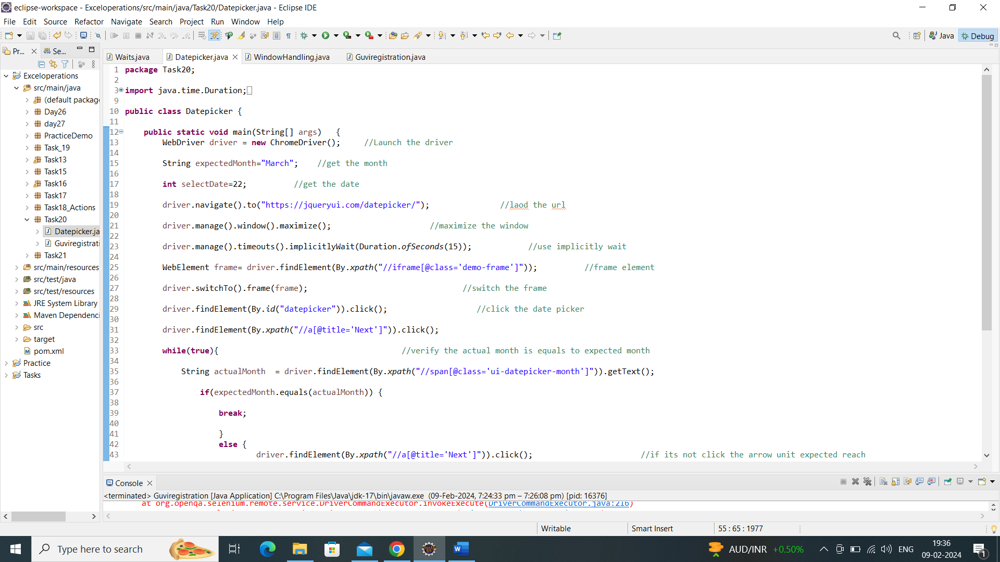 eclipse-workspace - Exceloperations/src/main/java/Task20/Datepicker.java - Eclipse IDE
File Edit Source Refactor Navigate Search Project Run Window Help
Java Debug
Pr... Se...
Waits.java Datepicker.java WindowHandling.java Guviregistration.java
Exceloperations
src/main/java
(default packag
Day26
day27
PracticeDemo
Task_19
Task13
Task15
Task16
Task17
Task18_Actions
Task20
Datepicker.ja
Guviregistrati
Task21
src/main/resources
src/test/java
src/test/resources
JRE System Library
Maven Dependenci
src
target
pom.xml
Practice
Tasks
1 package Task20;
2
3 import java.time.Duration;
9
10 public class Datepicker {
11
12 public static void main(String[] args) {
13 WebDriver driver = new ChromeDriver(); //Launch the driver
14
15 String expectedMonth="March"; //get the month
16
17 int selectDate=22; //get the date
18
19 driver.navigate().to("https://jqueryui.com/datepicker/"); //laod the url
20
21 driver.manage().window().maximize(); //maximize the window
22
23 driver.manage().timeouts().implicitlyWait(Duration.ofSeconds(15)); //use implicitly wait
24
25 WebElement frame= driver.findElement(By.xpath("//iframe[@class='demo-frame']")); //frame element
26
27 driver.switchTo().frame(frame); //switch the frame
28
29 driver.findElement(By.id("datepicker")).click(); //click the date picker
30
31 driver.findElement(By.xpath("//a[@title='Next']")).click();
32
33 while(true){ //verify the actual month is equals to expected month
34
35 String actualMonth = driver.findElement(By.xpath("//span[@class='ui-datepicker-month']")).getText();
36
37 if(expectedMonth.equals(actualMonth)) {
38
39 break;
40
41 }
42 else {
43 driver.findElement(By.xpath("//a[@title='Next']")).click(); //if its not click the arrow unit expected reach
Console
<terminated> Guviregistration [Java Application] C:\Program Files\Java\jdk-17\bin\javaw.exe (09-Feb-2024, 7:24:33 pm – 7:26:08 pm) [pid: 16376]
at org.openqa.selenium.remote.service.DriverCommandExecutor.invokeExecute(DriverCommandExecutor.java:216)
Writable Smart Insert 55 : 65 : 1977
Type here to search
AUD/INR +0.50%
ENG
19:36
09-02-2024
1